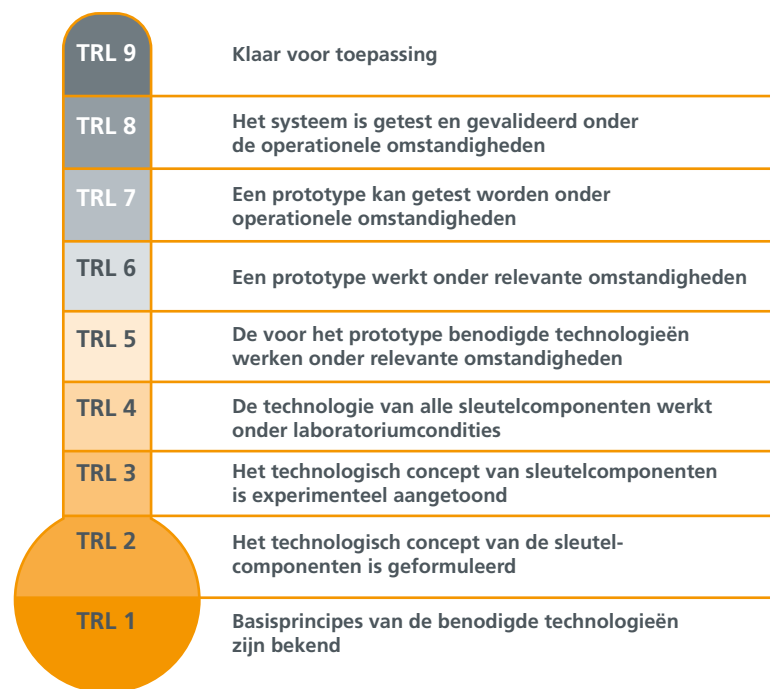 TRL 9
Klaar voor toepassing
TRL 8
Het systeem is getest en gevalideerd onder
de operationele omstandigheden
TRL 7
Een prototype kan getest worden onder
operationele omstandigheden
TRL 6
Een prototype werkt onder relevante omstandigheden
TRL 5
De voor het prototype benodigde technologieën
werken onder relevante omstandigheden
TRL 4
De technologie van alle sleutelcomponenten werkt
onder laboratoriumcondities
TRL 3
Het technologisch concept van sleutelcomponenten
is experimenteel aangetoond
TRL 2
Het technologisch concept van de sleutel-
componenten is geformuleerd
TRL 1
Basisprincipes van de benodigde technologieën
zijn bekend